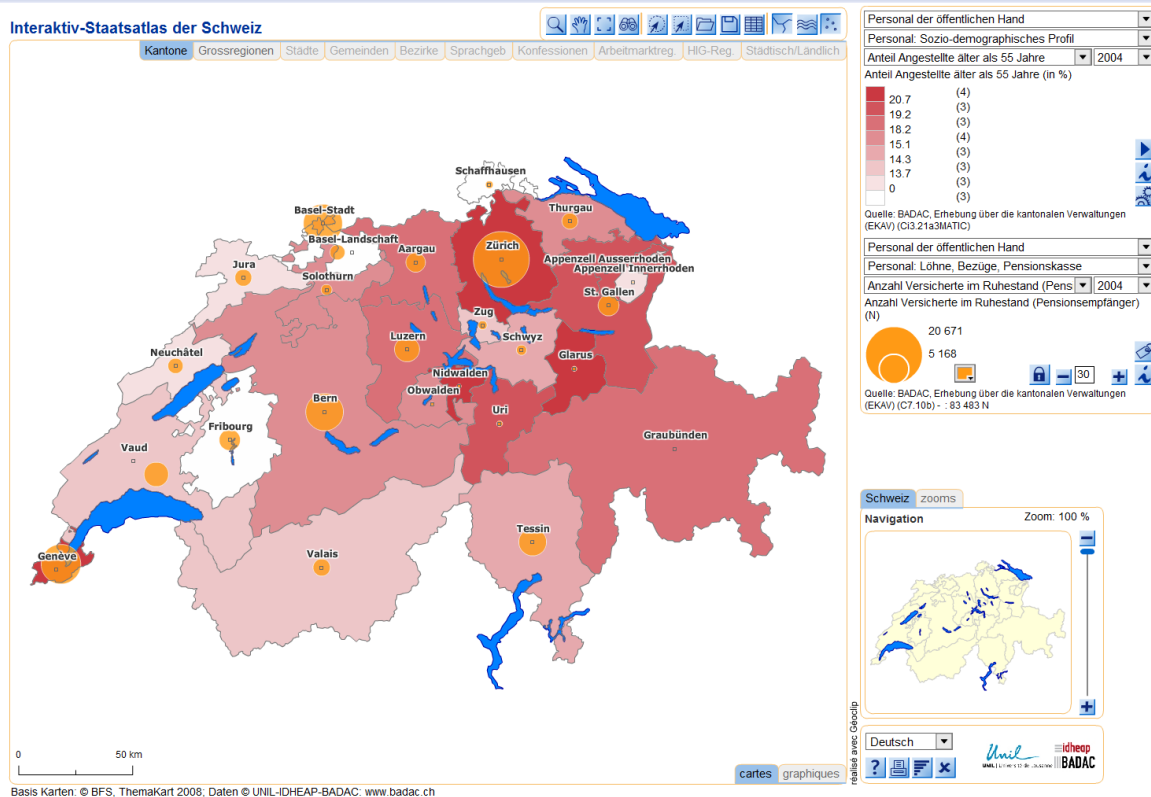 Interaktiv-Staatsatlas der Schweiz
Kantone Grossregionen Städte Gemeinden Bezirke Sprachgeb Konfessionen Arbeitmarktreg. HIG-Reg. Städtisch/Ländlich
Schaffhausen
Basel-Stadt
Thurgau
Basel-Landschaft
Zürich
Aargau
Appenzell Ausserrhoden
Appenzell Innerrhoden
Jura
Solothurn
St. Gallen
Zug
Luzern
Schwyz
Neuchâtel
Glarus
Nidwalden
Obwalden
Bern
Uri
Fribourg
Graubünden
Vaud
Tessin
Genève
Valais
0 50 km
cartes graphiques
Basis Karten: © BFS, ThemaKart 2008; Daten © UNIL-IDHEAP-BADAC: www.badac.ch
réalisé avec Géoclip
Personal der öffentlichen Hand
Personal: Sozio-demographisches Profil
Anteil Angestellte älter als 55 Jahre 2004
Anteil Angestellte älter als 55 Jahre (in %)
(4)
20.7
(3)
19.2
(3)
18.2
(4)
15.1
(3)
14.3
(3)
13.7
(3)
0
(3)
Quelle: BADAC, Erhebung über die kantonalen Verwaltungen
(EKAV) (Ci3.21a3MATIC)
Personal der öffentlichen Hand
Personal: Löhne, Bezüge, Pensionskasse
Anzahl Versicherte im Ruhestand (Pens 2004
Anzahl Versicherte im Ruhestand (Pensionsempfänger)
(N)
20 671
5 168
30
Quelle: BADAC, Erhebung über die kantonalen Verwaltungen
(EKAV) (C7.10b) - : 83 483 N
Schweiz zooms
Navigation Zoom: 100 %
Deutsch
?
Unil
idheap
BADAC